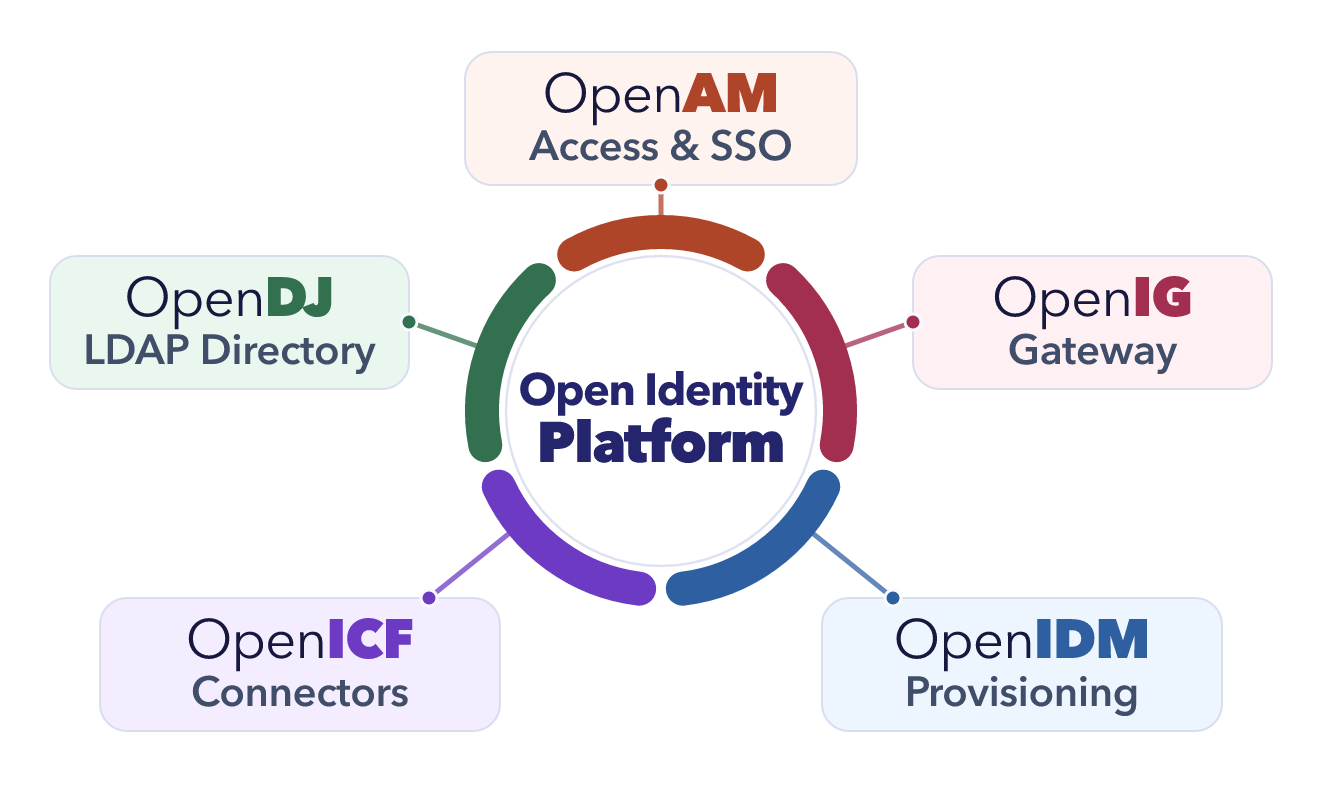 OpenAM
Access & SSO
OpenDJ
LDAP Directory
OpenIG
Gateway
Open Identity
Platform
OpenICF
Connectors
OpenIDM
Provisioning